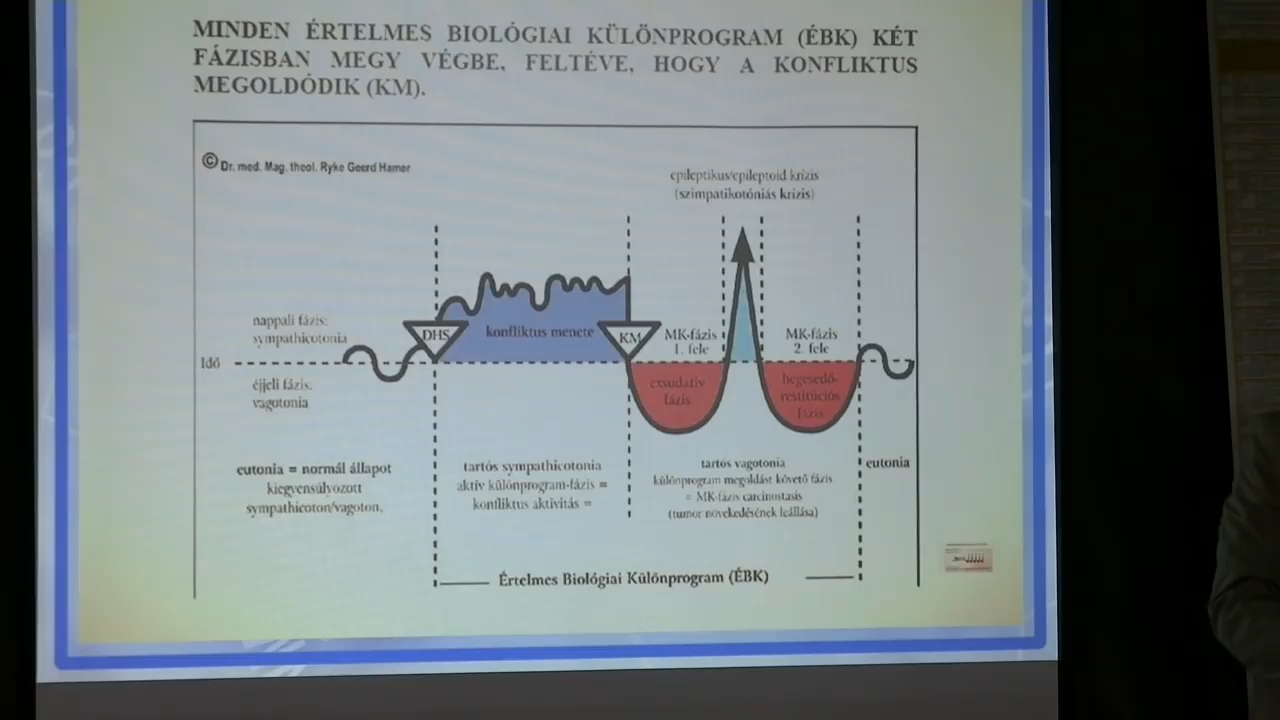 MINDEN ÉRTELMES BIOLÓGIAI KÜLÖNPROGRAM (ÉBK) KÉT
FÁZISBAN MEGY VÉGBE, FELTÉVE, HOGY A KONFLIKTUS
MEGOLDÓDIK (KM).
© Dr. med. Mag. theol. Ryke Geerd Hamer
epileptikus/epileptoid krízis
(szimpatikotóniás krízis)
nappali fázis:
sympathicotonia
DHS
konfliktus menete
KM
MK-fázis
1. fele
MK-fázis
2. fele
Idő
éjjeli fázis:
vagotonia
exsudatív
fázis
hegesedő-
restitúciós
fázis
eutonia = normál állapot
kiegyensúlyozott
sympathicoton/vagoton.
tartós sympathicotonia
aktív különprogram-fázis =
konfliktus aktivitás =
tartós vagotonia
különprogram megoldást követő fázis
= MK-fázis carcinostasis
(tumor növekedésének leállása)
eutonia
Értelmes Biológiai Különprogram (ÉBK)